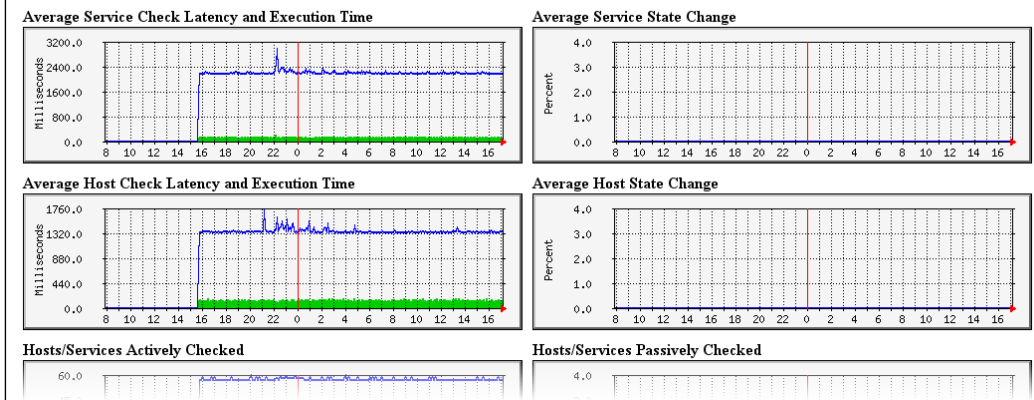 Average Service Check Latency and Execution Time
Milliseconds
3200.0
2400.0
1600.0
800.0
0.0
8 10 12 14 16 18 20 22 0 2 4 6 8 10 12 14 16
Average Service State Change
Percent
4.0
3.0
2.0
1.0
0.0
8 10 12 14 16 18 20 22 0 2 4 6 8 10 12 14 16
Average Host Check Latency and Execution Time
Milliseconds
1760.0
1320.0
880.0
440.0
0.0
8 10 12 14 16 18 20 22 0 2 4 6 8 10 12 14 16
Average Host State Change
Percent
4.0
3.0
2.0
1.0
0.0
8 10 12 14 16 18 20 22 0 2 4 6 8 10 12 14 16
Hosts/Services Actively Checked
60.0
Hosts/Services Passively Checked
4.0